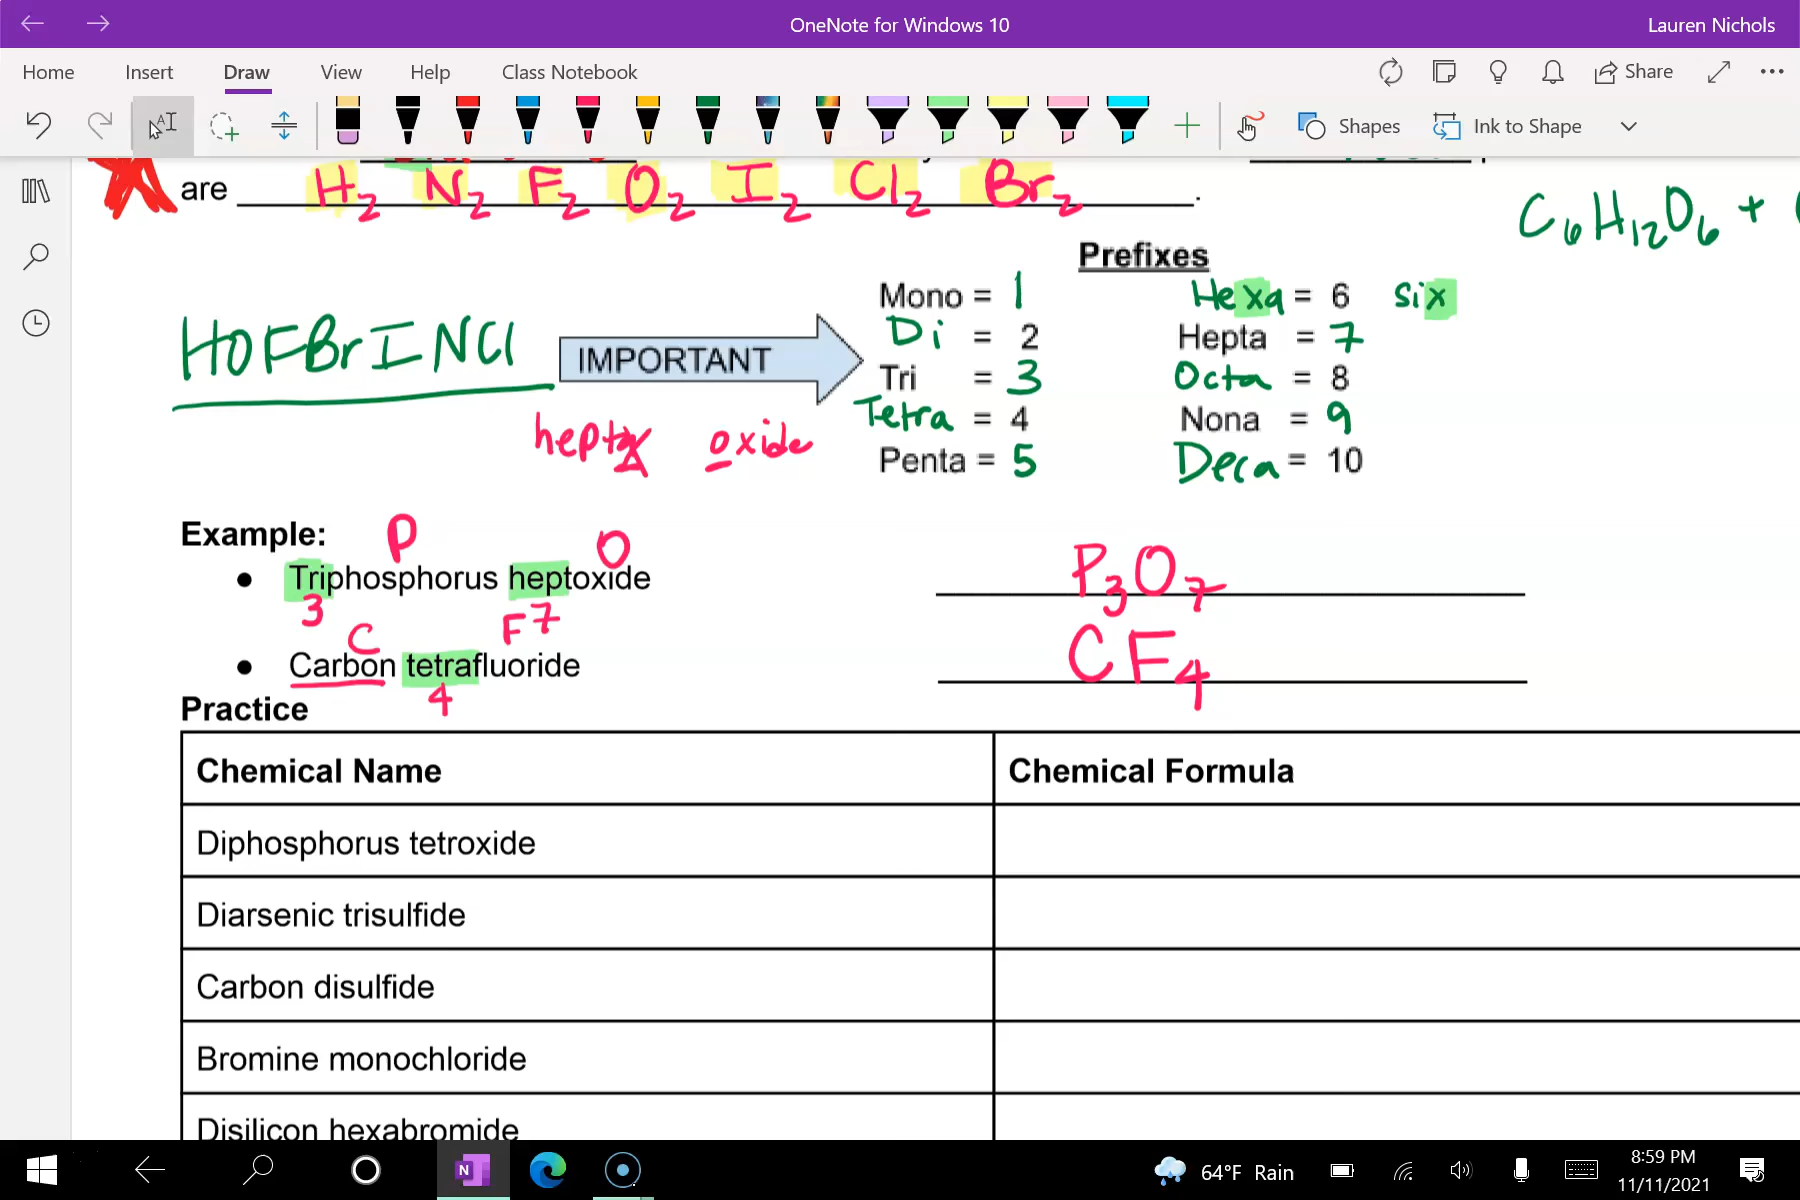 OneNote for Windows 10
Lauren Nichols
Home Insert Draw View Help Class Notebook Share
Shapes Ink to Shape
are H₂ N₂ F₂ O₂ I₂ Cl₂ Br₂ .
C₆H₁₂O₆ +
Prefixes
Mono = 1 Hexa = 6 six
Di = 2 Hepta = 7
HOFBrINCl IMPORTANT
Tri = 3 Octa = 8
Tetra = 4 Nona = 9
hepta oxide
Penta = 5 Deca = 10
Example:
P O
• Triphosphorus heptoxide P₃O₇
3 7
C F
• Carbon tetrafluoride CF₄
4
Practice
Chemical Name Chemical Formula
Diphosphorus tetroxide
Diarsenic trisulfide
Carbon disulfide
Bromine monochloride
Disilicon hexabromide
64°F Rain
8:59 PM
11/11/2021